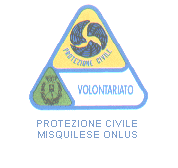 PROTEZIONE CIVILE
VOLONTARIATO
PROTEZIONE CIVILE
MISQUILESE ONLUS